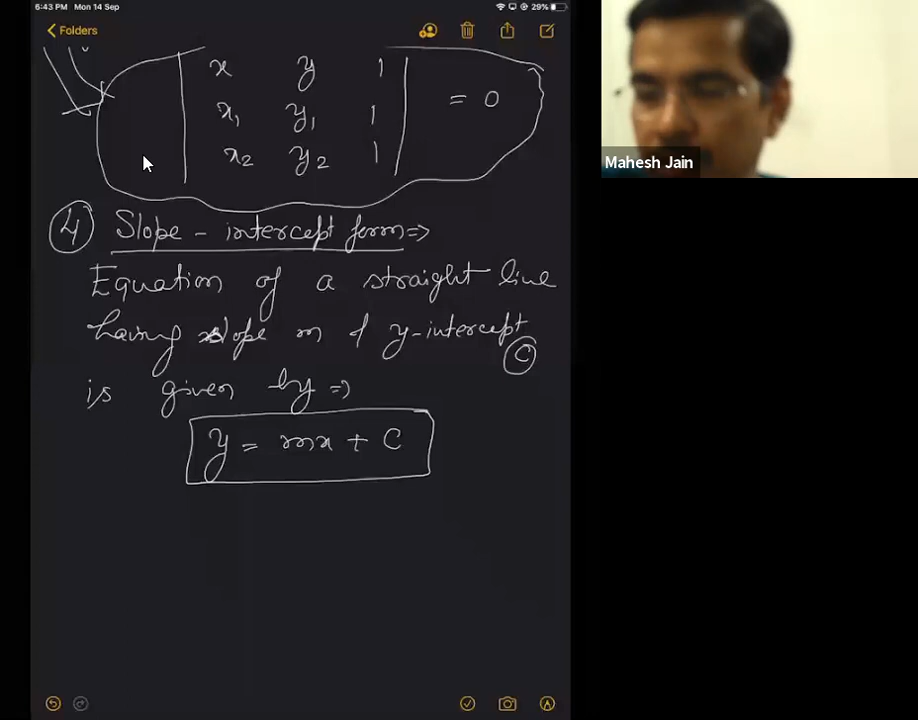 6:43 PM Mon 14 Sep 29%
Folders
x y 1
x₁ y₁ 1 = 0
x₂ y₂ 1
Mahesh Jain
4 Slope - intercept form ⇒
Equation of a straight line
having slope m & y-intercept
C
is given by ⇒
y = mx + C